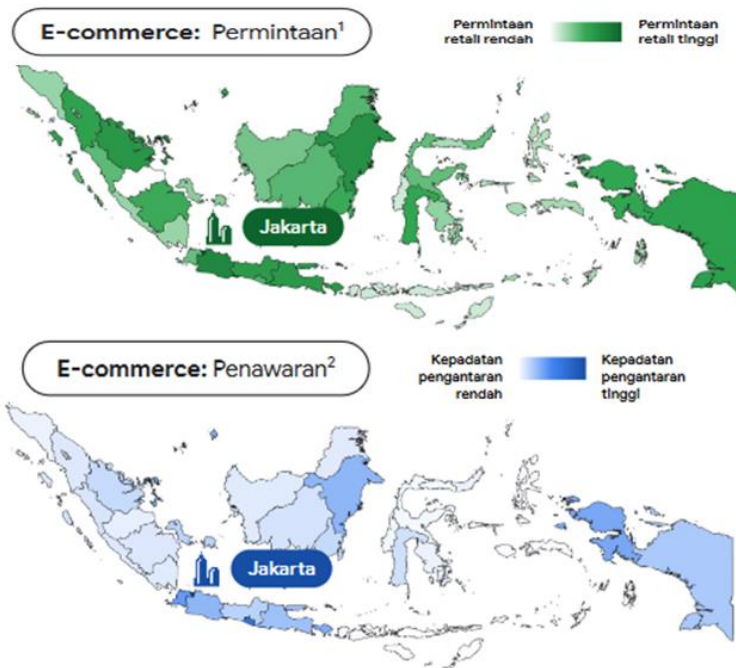 E-commerce: Permintaan¹
Permintaan
retail rendah
Permintaan
retail tinggi
Jakarta
E-commerce: Penawaran²
Kepadatan
pengantaran
rendah
Kepadatan
pengantaran
tinggi
Jakarta